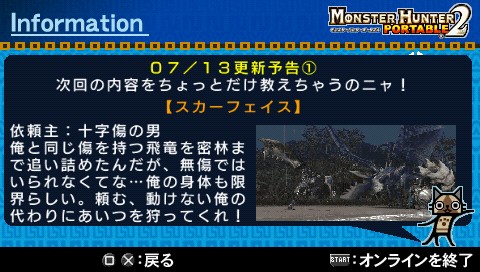 Information
MONSTER HUNTER
PORTABLE 2
07/13更新予告①
次回の内容をちょっとだけ教えちゃうのニャ！
【スカーフェイス】
依頼主：十字傷の男
俺と同じ傷を持つ飛竜を密林ま
で追い詰めたんだが、無傷では
いられなくてな…俺の身体も限
界らしい。頼む、動けない俺の
代わりにあいつを狩ってくれ！
□×:戻る
START:オンラインを終了